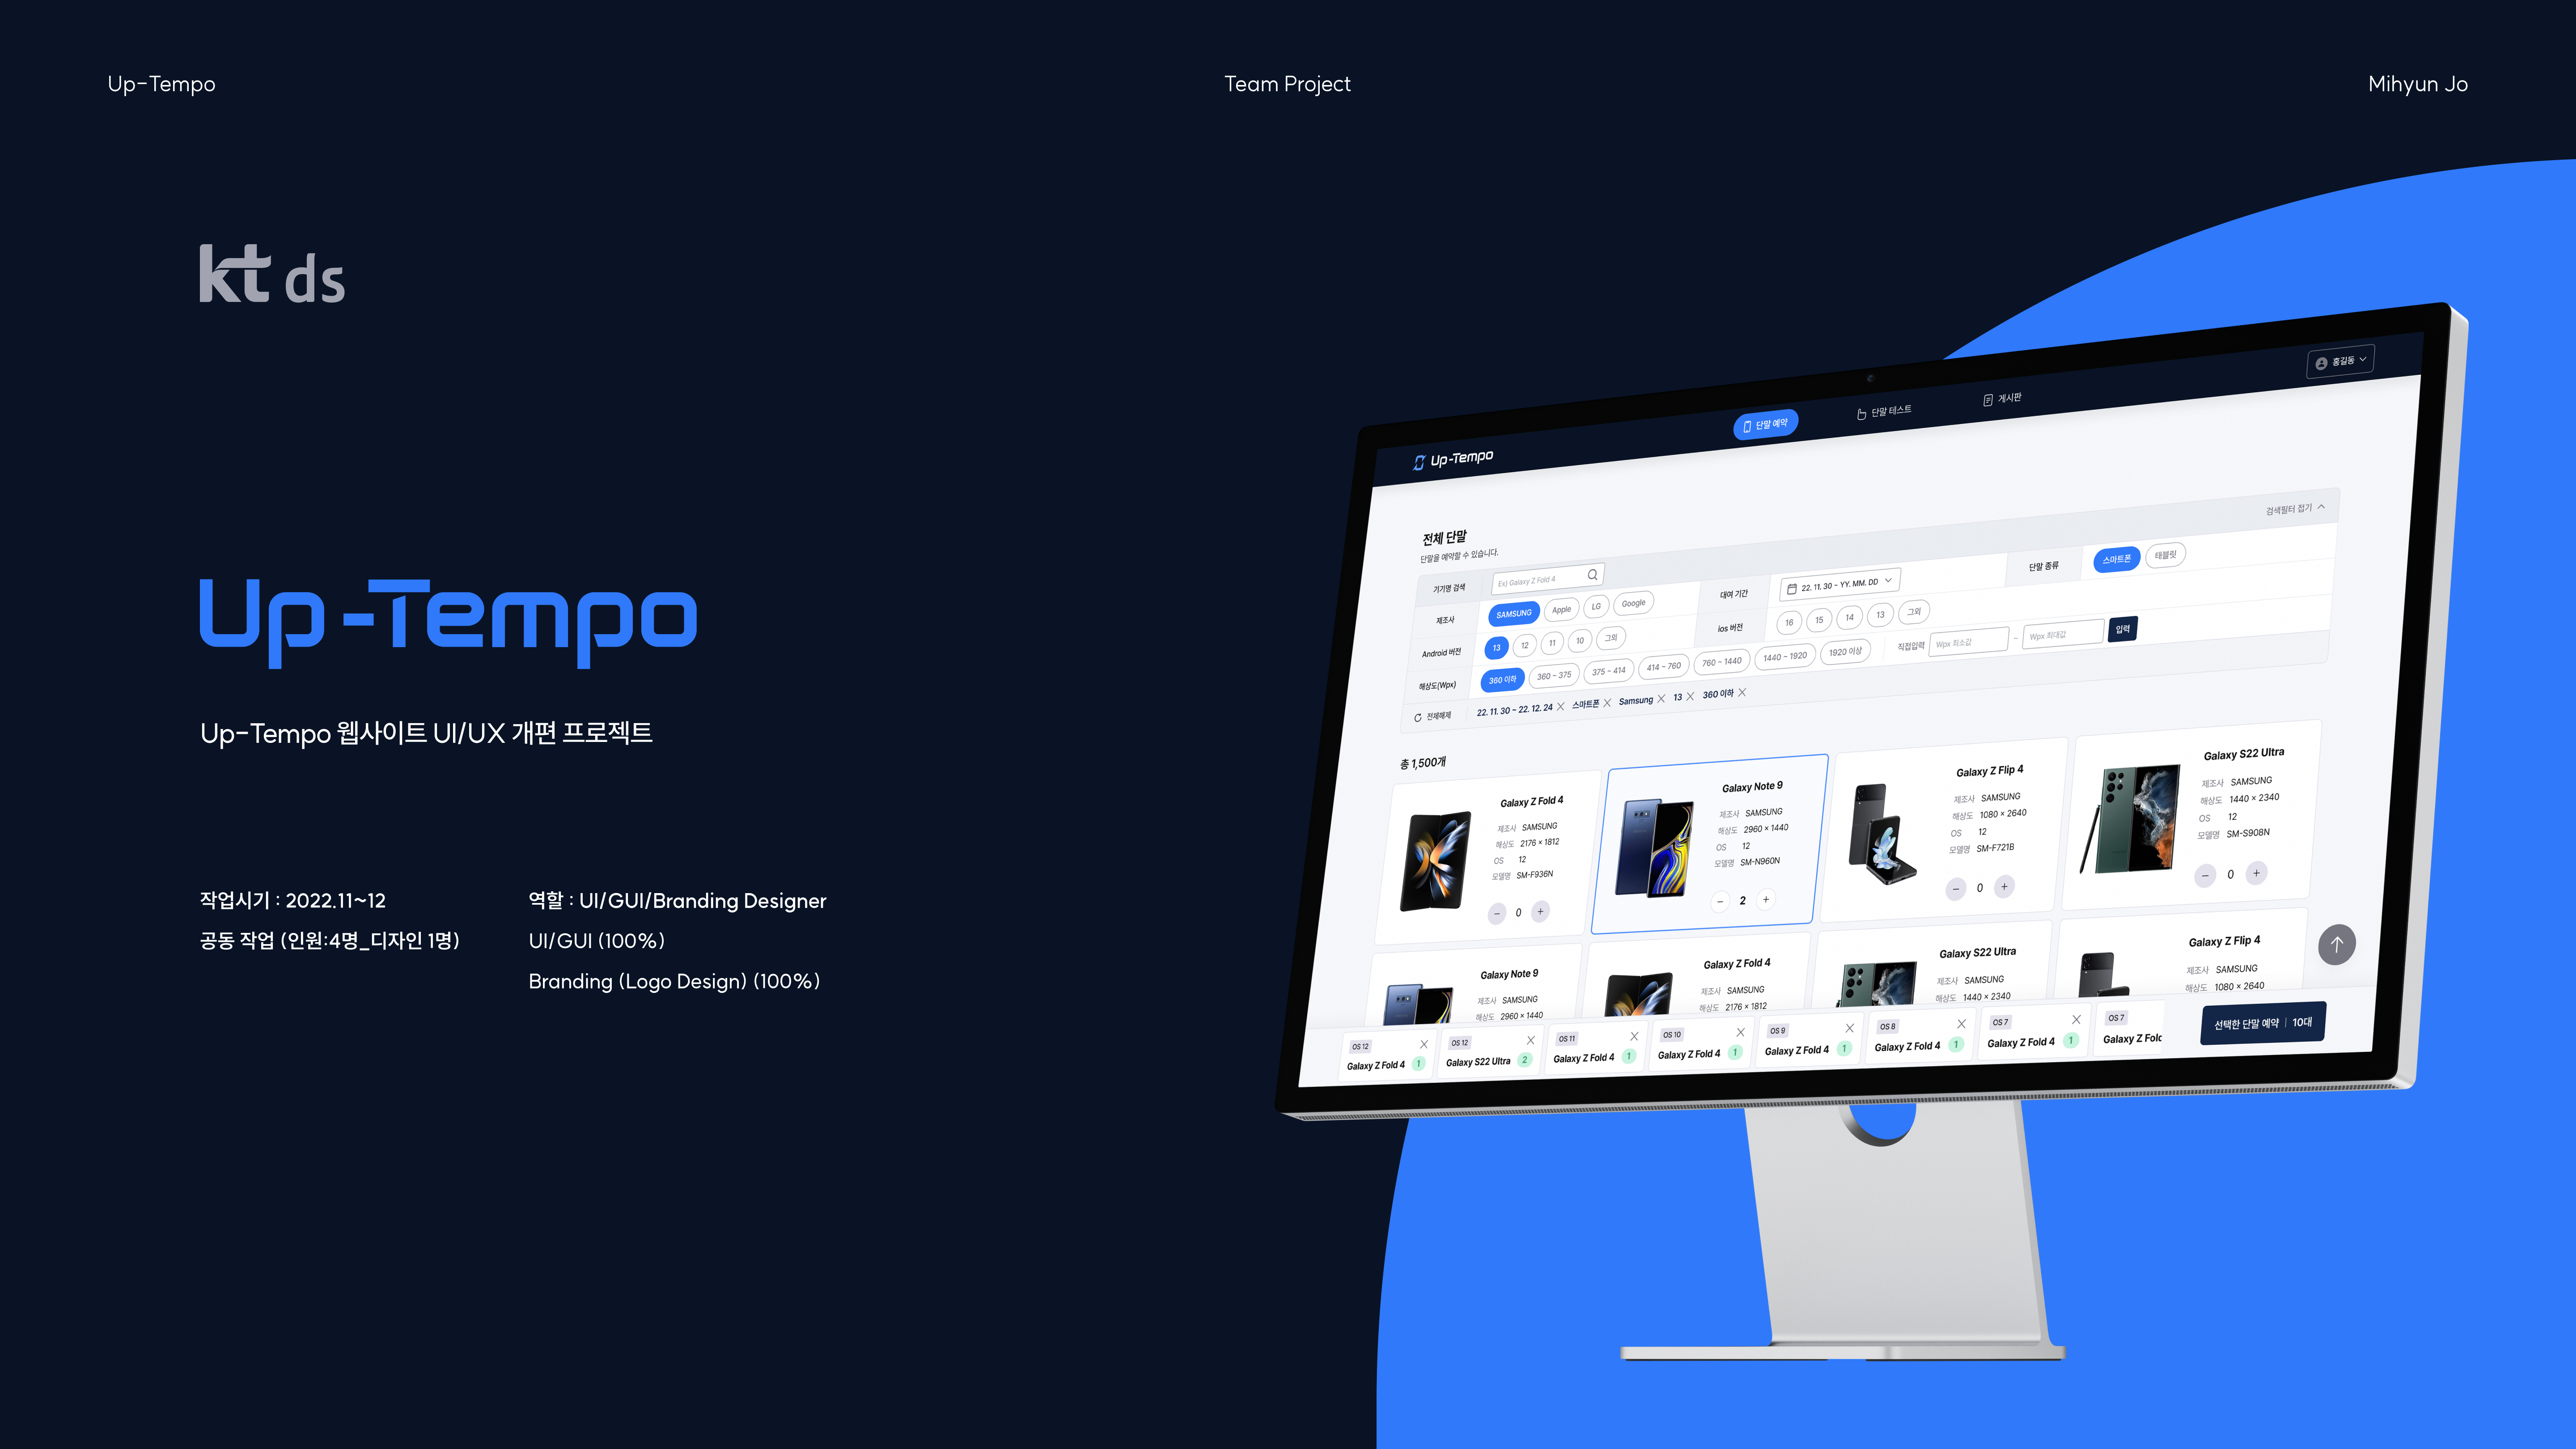 Up-Tempo
Team Project
Mihyun Jo
kt ds
Up-Tempo
Up-Tempo 웹사이트 UI/UX 개편 프로젝트
작업시기 : 2022.11~12
공동 작업 (인원:4명_디자인 1명)
역할 : UI/GUI/Branding Designer
UI/GUI (100%)
Branding (Logo Design) (100%)
Up-Tempo
단말 예약
단말 테스트
게시판
홍길동
전체 단말
단말을 예약할 수 있습니다.
검색필터 접기
기기명 검색 Ex) Galaxy Z Fold 4
대여 기간 22. 11. 30 ~ YY. MM. DD
단말 종류 스마트폰 태블릿
제조사 SAMSUNG Apple LG Google
ios 버전 16 15 14 13 그외
Android 버전 13 12 11 10 그외
해상도(Wpx) 360 이하 360 ~ 375 375 ~ 414 414 ~ 760 760 ~ 1440 1440 ~ 1920 1920 이상
직접입력 Wpx 최소값 ~ Wpx 최대값 입력
전체해제 22. 11. 30 ~ 22. 12. 24 스마트폰 Samsung 13 360 이하
총 1,500개
Galaxy Z Fold 4
제조사 SAMSUNG
해상도 2176 × 1812
OS 12
모델명 SM-F936N
− 0 +
Galaxy Note 9
제조사 SAMSUNG
해상도 2960 × 1440
OS 12
모델명 SM-N960N
− 2 +
Galaxy Z Flip 4
제조사 SAMSUNG
해상도 1080 × 2640
OS 12
모델명 SM-F721B
− 0 +
Galaxy S22 Ultra
제조사 SAMSUNG
해상도 1440 × 2340
OS 12
모델명 SM-S908N
− 0 +
Galaxy Note 9
제조사 SAMSUNG
해상도 2960 × 1440
Galaxy Z Fold 4
제조사 SAMSUNG
해상도 2176 × 1812
Galaxy S22 Ultra
제조사 SAMSUNG
해상도 1440 × 2340
Galaxy Z Flip 4
제조사 SAMSUNG
해상도 1080 × 2640
OS 12
Galaxy Z Fold 4 1
OS 12
Galaxy S22 Ultra 2
OS 11
Galaxy Z Fold 4 1
OS 10
Galaxy Z Fold 4 1
OS 9
Galaxy Z Fold 4 1
OS 8
Galaxy Z Fold 4 1
OS 7
Galaxy Z Fold 4 1
OS 7
Galaxy Z Fold
선택한 단말 예약 | 10대